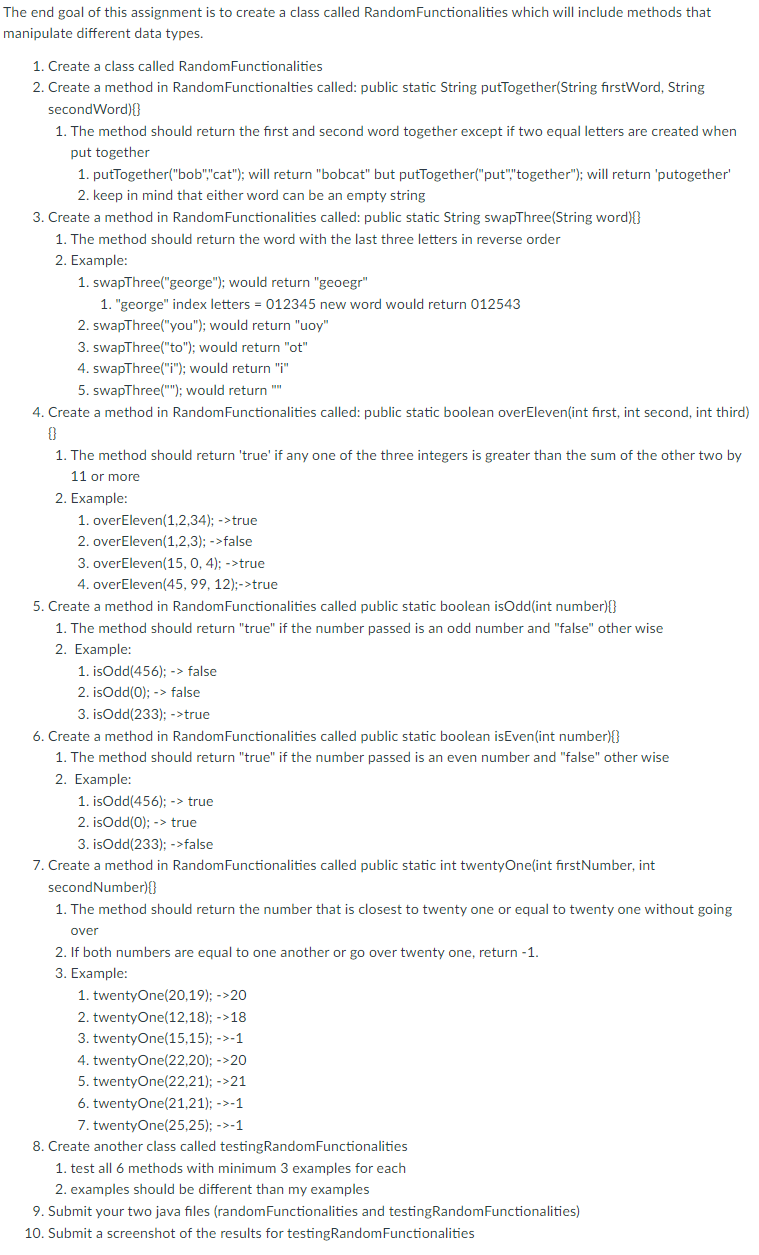 The end goal of this assignment is to create a class called RandomFunctionalities which will include methods that
manipulate different data types.
1. Create a class called RandomFunctionalities
2. Create a method in RandomFunctionalties called: public static String putTogether(String firstWord, String
secondWord){}
1. The method should return the first and second word together except if two equal letters are created when
put together
1. putTogether("bob","cat"); will return "bobcat" but putTogether("put","together"); will return 'putogether'
2. keep in mind that either word can be an empty string
3. Create a method in RandomFunctionalities called: public static String swapThree(String word){}
1. The method should return the word with the last three letters in reverse order
2. Example:
1. swapThree("george"); would return "geoegr"
1. "george" index letters = 012345 new word would return 012543
2. swapThree("you"); would return "uoy"
3. swapThree("to"); would return "ot"
4. swapThree("i"); would return "i"
5. swapThree(""); would return ""
4. Create a method in RandomFunctionalities called: public static boolean overEleven(int first, int second, int third)
{}
1. The method should return 'true' if any one of the three integers is greater than the sum of the other two by
11 or more
2. Example:
1. overEleven(1,2,34); ->true
2. overEleven(1,2,3); ->false
3. overEleven(15, 0, 4); ->true
4. overEleven(45, 99, 12);->true
5. Create a method in RandomFunctionalities called public static boolean isOdd(int number){}
1. The method should return "true" if the number passed is an odd number and "false" other wise
2. Example:
1. isOdd(456); -> false
2. isOdd(0); -> false
3. isOdd(233); ->true
6. Create a method in RandomFunctionalities called public static boolean isEven(int number){}
1. The method should return "true" if the number passed is an even number and "false" other wise
2. Example:
1. isOdd(456); -> true
2. isOdd(0); -> true
3. isOdd(233); ->false
7. Create a method in RandomFunctionalities called public static int twentyOne(int firstNumber, int
secondNumber){}
1. The method should return the number that is closest to twenty one or equal to twenty one without going
over
2. If both numbers are equal to one another or go over twenty one, return -1.
3. Example:
1. twentyOne(20,19); ->20
2. twentyOne(12,18); ->18
3. twentyOne(15,15); ->-1
4. twentyOne(22,20); ->20
5. twentyOne(22,21); ->21
6. twentyOne(21,21); ->-1
7. twentyOne(25,25); ->-1
8. Create another class called testingRandomFunctionalities
1. test all 6 methods with minimum 3 examples for each
2. examples should be different than my examples
9. Submit your two java files (randomFunctionalities and testingRandomFunctionalities)
10. Submit a screenshot of the results for testingRandomFunctionalities